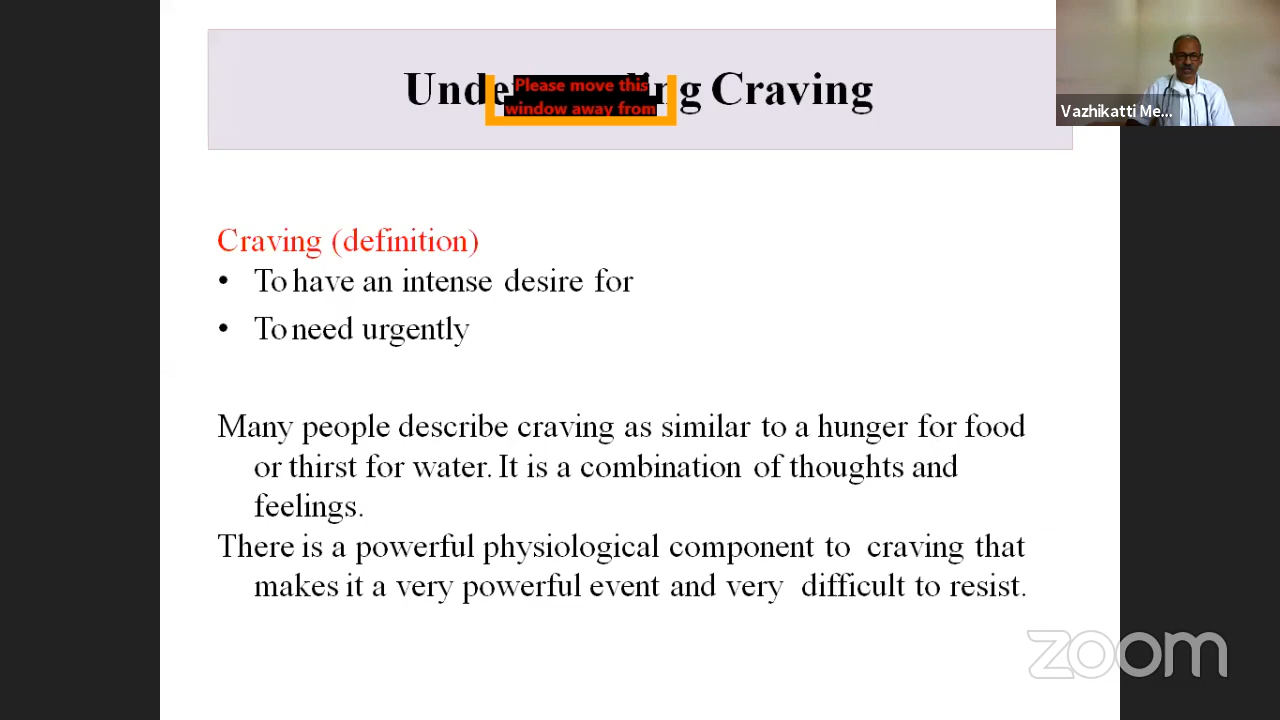 Unde ng Craving
Please move this
window away from
Vazhikatti Me...
Craving (definition)
• To have an intense desire for
• To need urgently
Many people describe craving as similar to a hunger for food
or thirst for water. It is a combination of thoughts and
feelings.
There is a powerful physiological component to craving that
makes it a very powerful event and very difficult to resist.
zoom